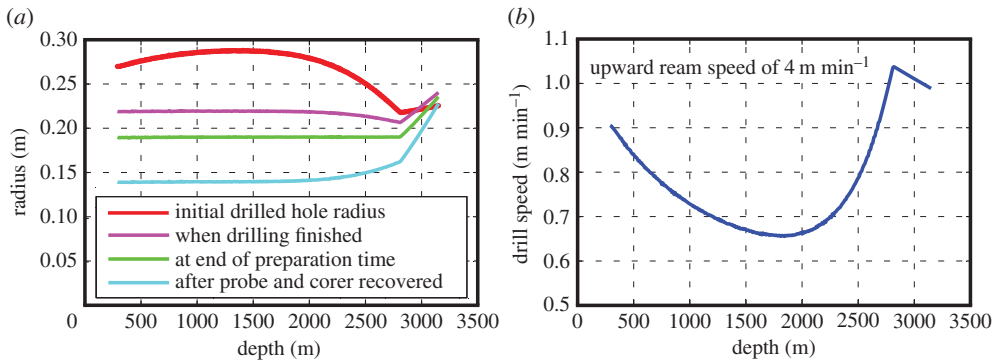 (a)
(b)
0.30
0.25
0.20
0.15
0.10
0.05
radius (m)
initial drilled hole radius
when drilling finished
at end of preparation time
after probe and corer recovered
0 500 1000 1500 2000 2500 3000 3500
depth (m)
1.1
1.0
0.9
0.8
0.7
0.6
0.5
drill speed (m min⁻¹)
upward ream speed of 4 m min⁻¹
0 500 1000 1500 2000 2500 3000 3500
depth (m)